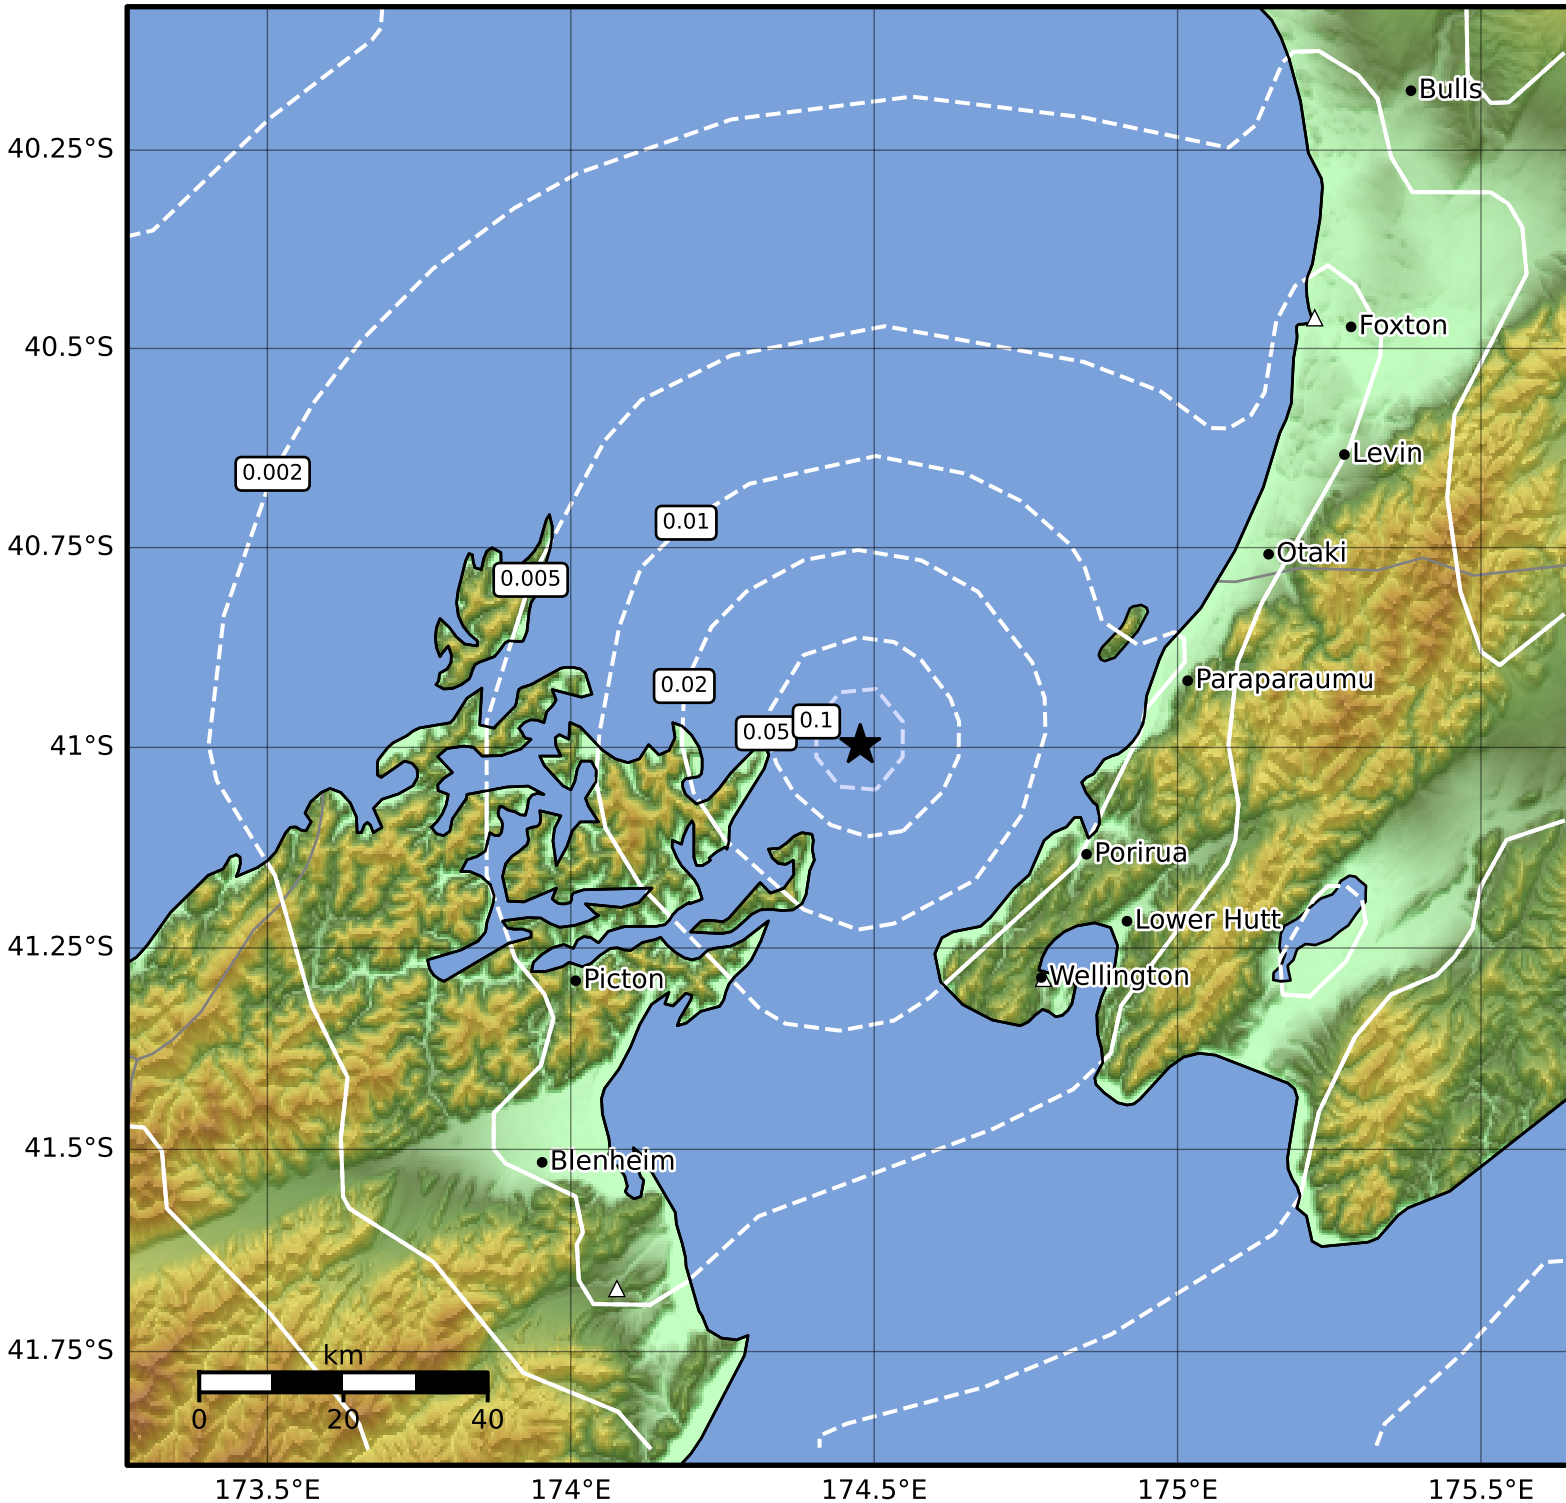 Bulls
40.25°S
Foxton
40.5°S
Levin
0.002
0.01
40.75°S
Otaki
0.005
0.02
Paraparaumu
0.05
0.1
41°S
Porirua
Lower Hutt
41.25°S
Picton
Wellington
41.5°S
Blenheim
41.75°S
km
0
20
40
173.5°E
174°E
174.5°E
175°E
175.5°E